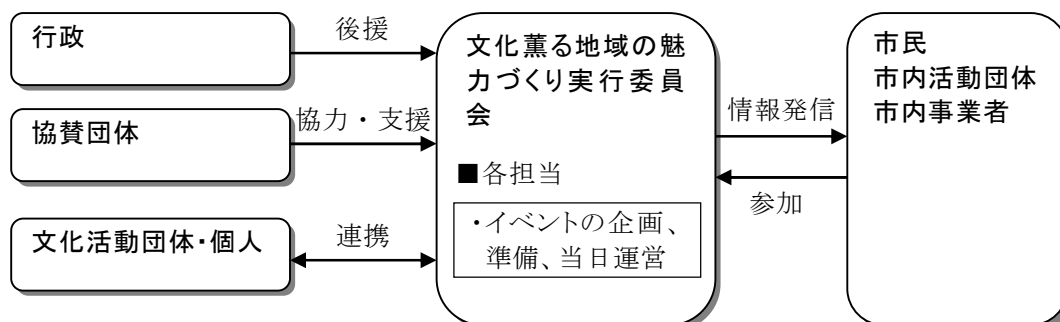 行政
後援
協賛団体
協力・支援
文化活動団体・個人
連携
文化薫る地域の魅
力づくり実行委員
会
■各担当
・イベントの企画、
準備、当日運営
情報発信
参加
市民
市内活動団体
市内事業者